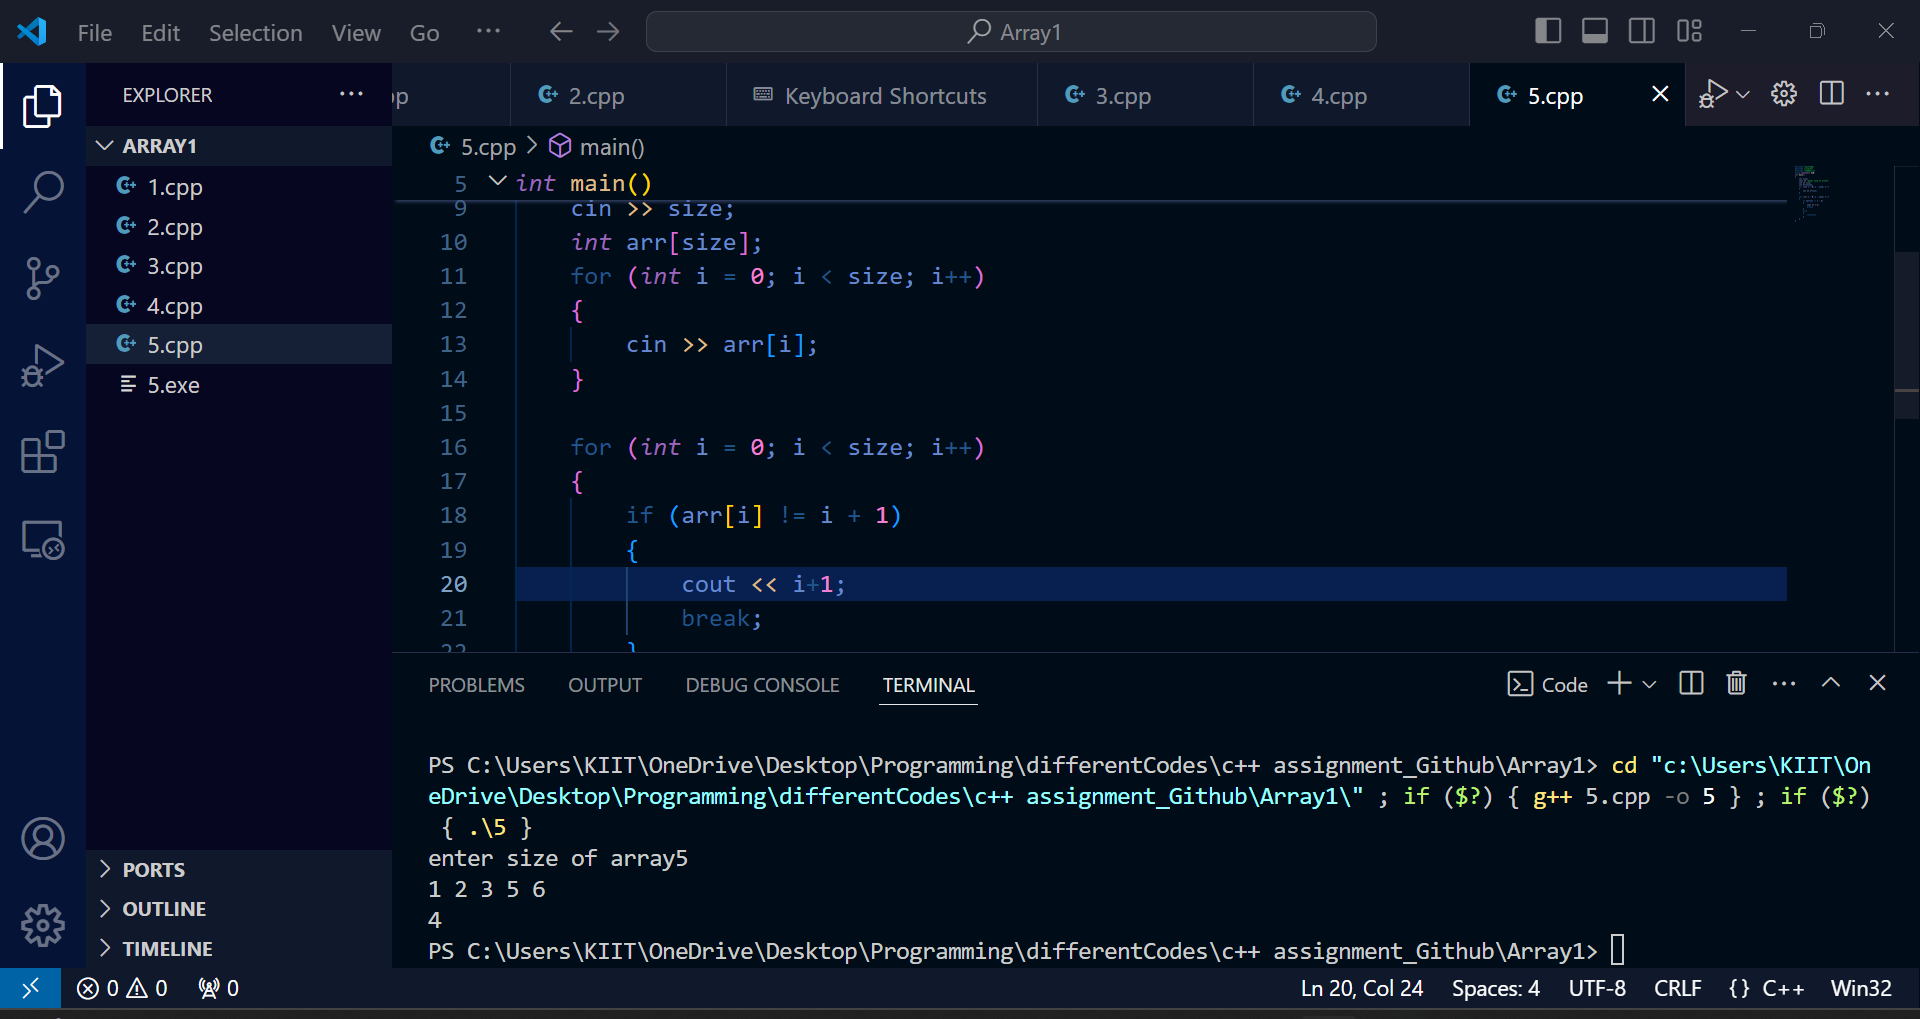 File Edit Selection View Go ··· Array1
EXPLORER ···
pp 2.cpp Keyboard Shortcuts 3.cpp 4.cpp 5.cpp ···
ARRAY1
1.cpp
2.cpp
3.cpp
4.cpp
5.cpp
5.exe
PORTS
OUTLINE
TIMELINE
5.cpp > main()
5 int main()
9 cin >> size;
10 int arr[size];
11 for (int i = 0; i < size; i++)
12 {
13 cin >> arr[i];
14 }
15
16 for (int i = 0; i < size; i++)
17 {
18 if (arr[i] != i + 1)
19 {
20 cout << i+1;
21 break;
22 }
PROBLEMS OUTPUT DEBUG CONSOLE TERMINAL Code ···
PS C:\Users\KIIT\OneDrive\Desktop\Programming\differentCodes\c++ assignment_Github\Array1> cd "c:\Users\KIIT\On
eDrive\Desktop\Programming\differentCodes\c++ assignment_Github\Array1\" ; if ($?) { g++ 5.cpp -o 5 } ; if ($?)
{ .\5 }
enter size of array5
1 2 3 5 6
4
PS C:\Users\KIIT\OneDrive\Desktop\Programming\differentCodes\c++ assignment_Github\Array1>
0 0 0 Ln 20, Col 24 Spaces: 4 UTF-8 CRLF {} C++ Win32